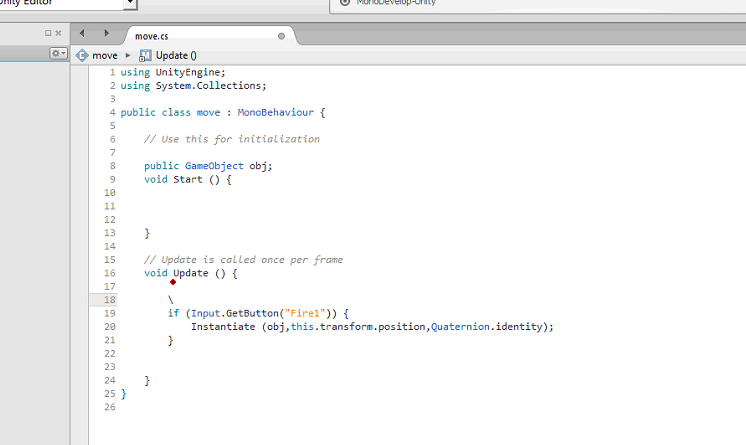 Unity Editor
MonoDevelop-Unity
move.cs
move ▸ Update ()
1 using UnityEngine;
2 using System.Collections;
3
4 public class move : MonoBehaviour {
5
6     // Use this for initialization
7
8     public GameObject obj;
9     void Start () {
10
11
12
13     }
14
15     // Update is called once per frame
16     void Update () {
17
18         \
19         if (Input.GetButton("Fire1")) {
20             Instantiate (obj,this.transform.position,Quaternion.identity);
21         }
22
23
24     }
25 }
26